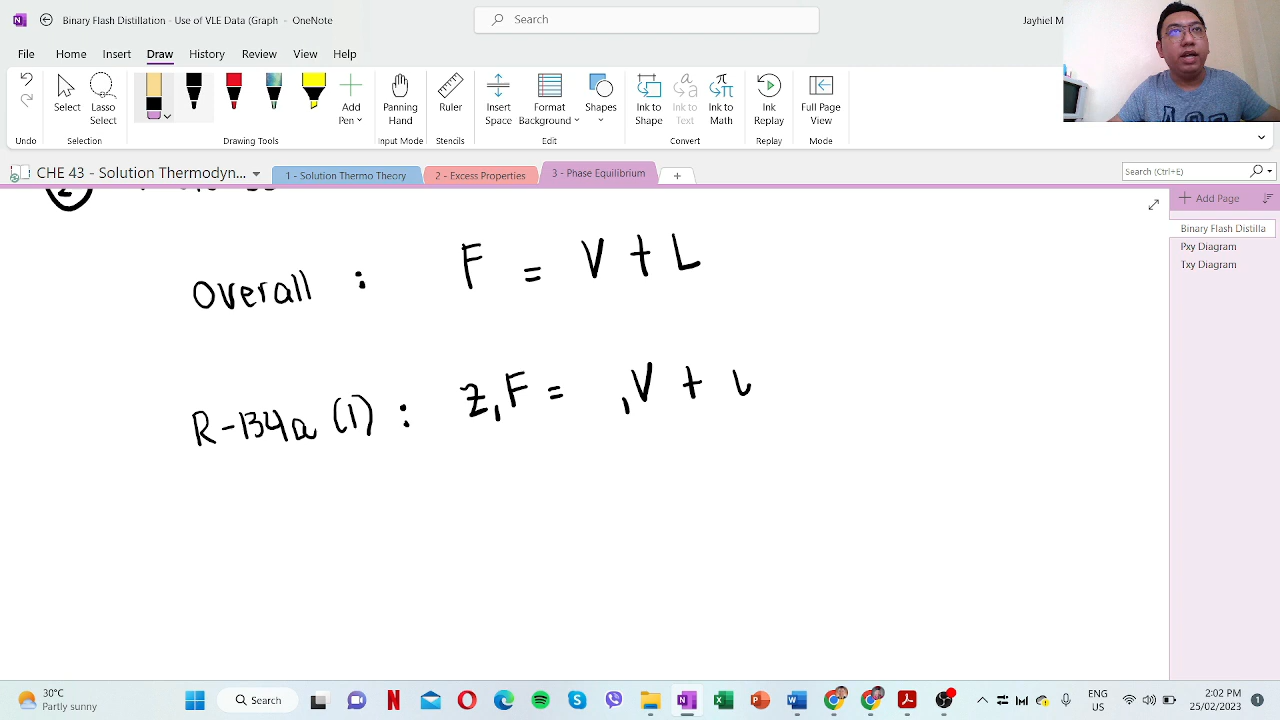 Binary Flash Distillation - Use of VLE Data (Graph - OneNote
Search
Jayhiel M
File Home Insert Draw History Review View Help
Undo
Select
Lasso Select
Add Pen
Panning Hand
Ruler
Insert Space
Format Background
Shapes
Ink to Shape
Ink to Text
Ink to Math
Ink Replay
Full Page View
Undo Selection Drawing Tools Input Mode Stencils Edit Convert Replay Mode
CHE 43 - Solution Thermodyn... 1 - Solution Thermo Theory 2 - Excess Properties 3 - Phase Equilibrium +
Search (Ctrl+E)
Add Page
Binary Flash Distilla
Pxy Diagram
Txy Diagram
2
Overall : F = V + L
R-134a (1) : z₁F = ₁V + L
30°C
Partly sunny
Search
ENG
US
2:02 PM
25/02/2023
1